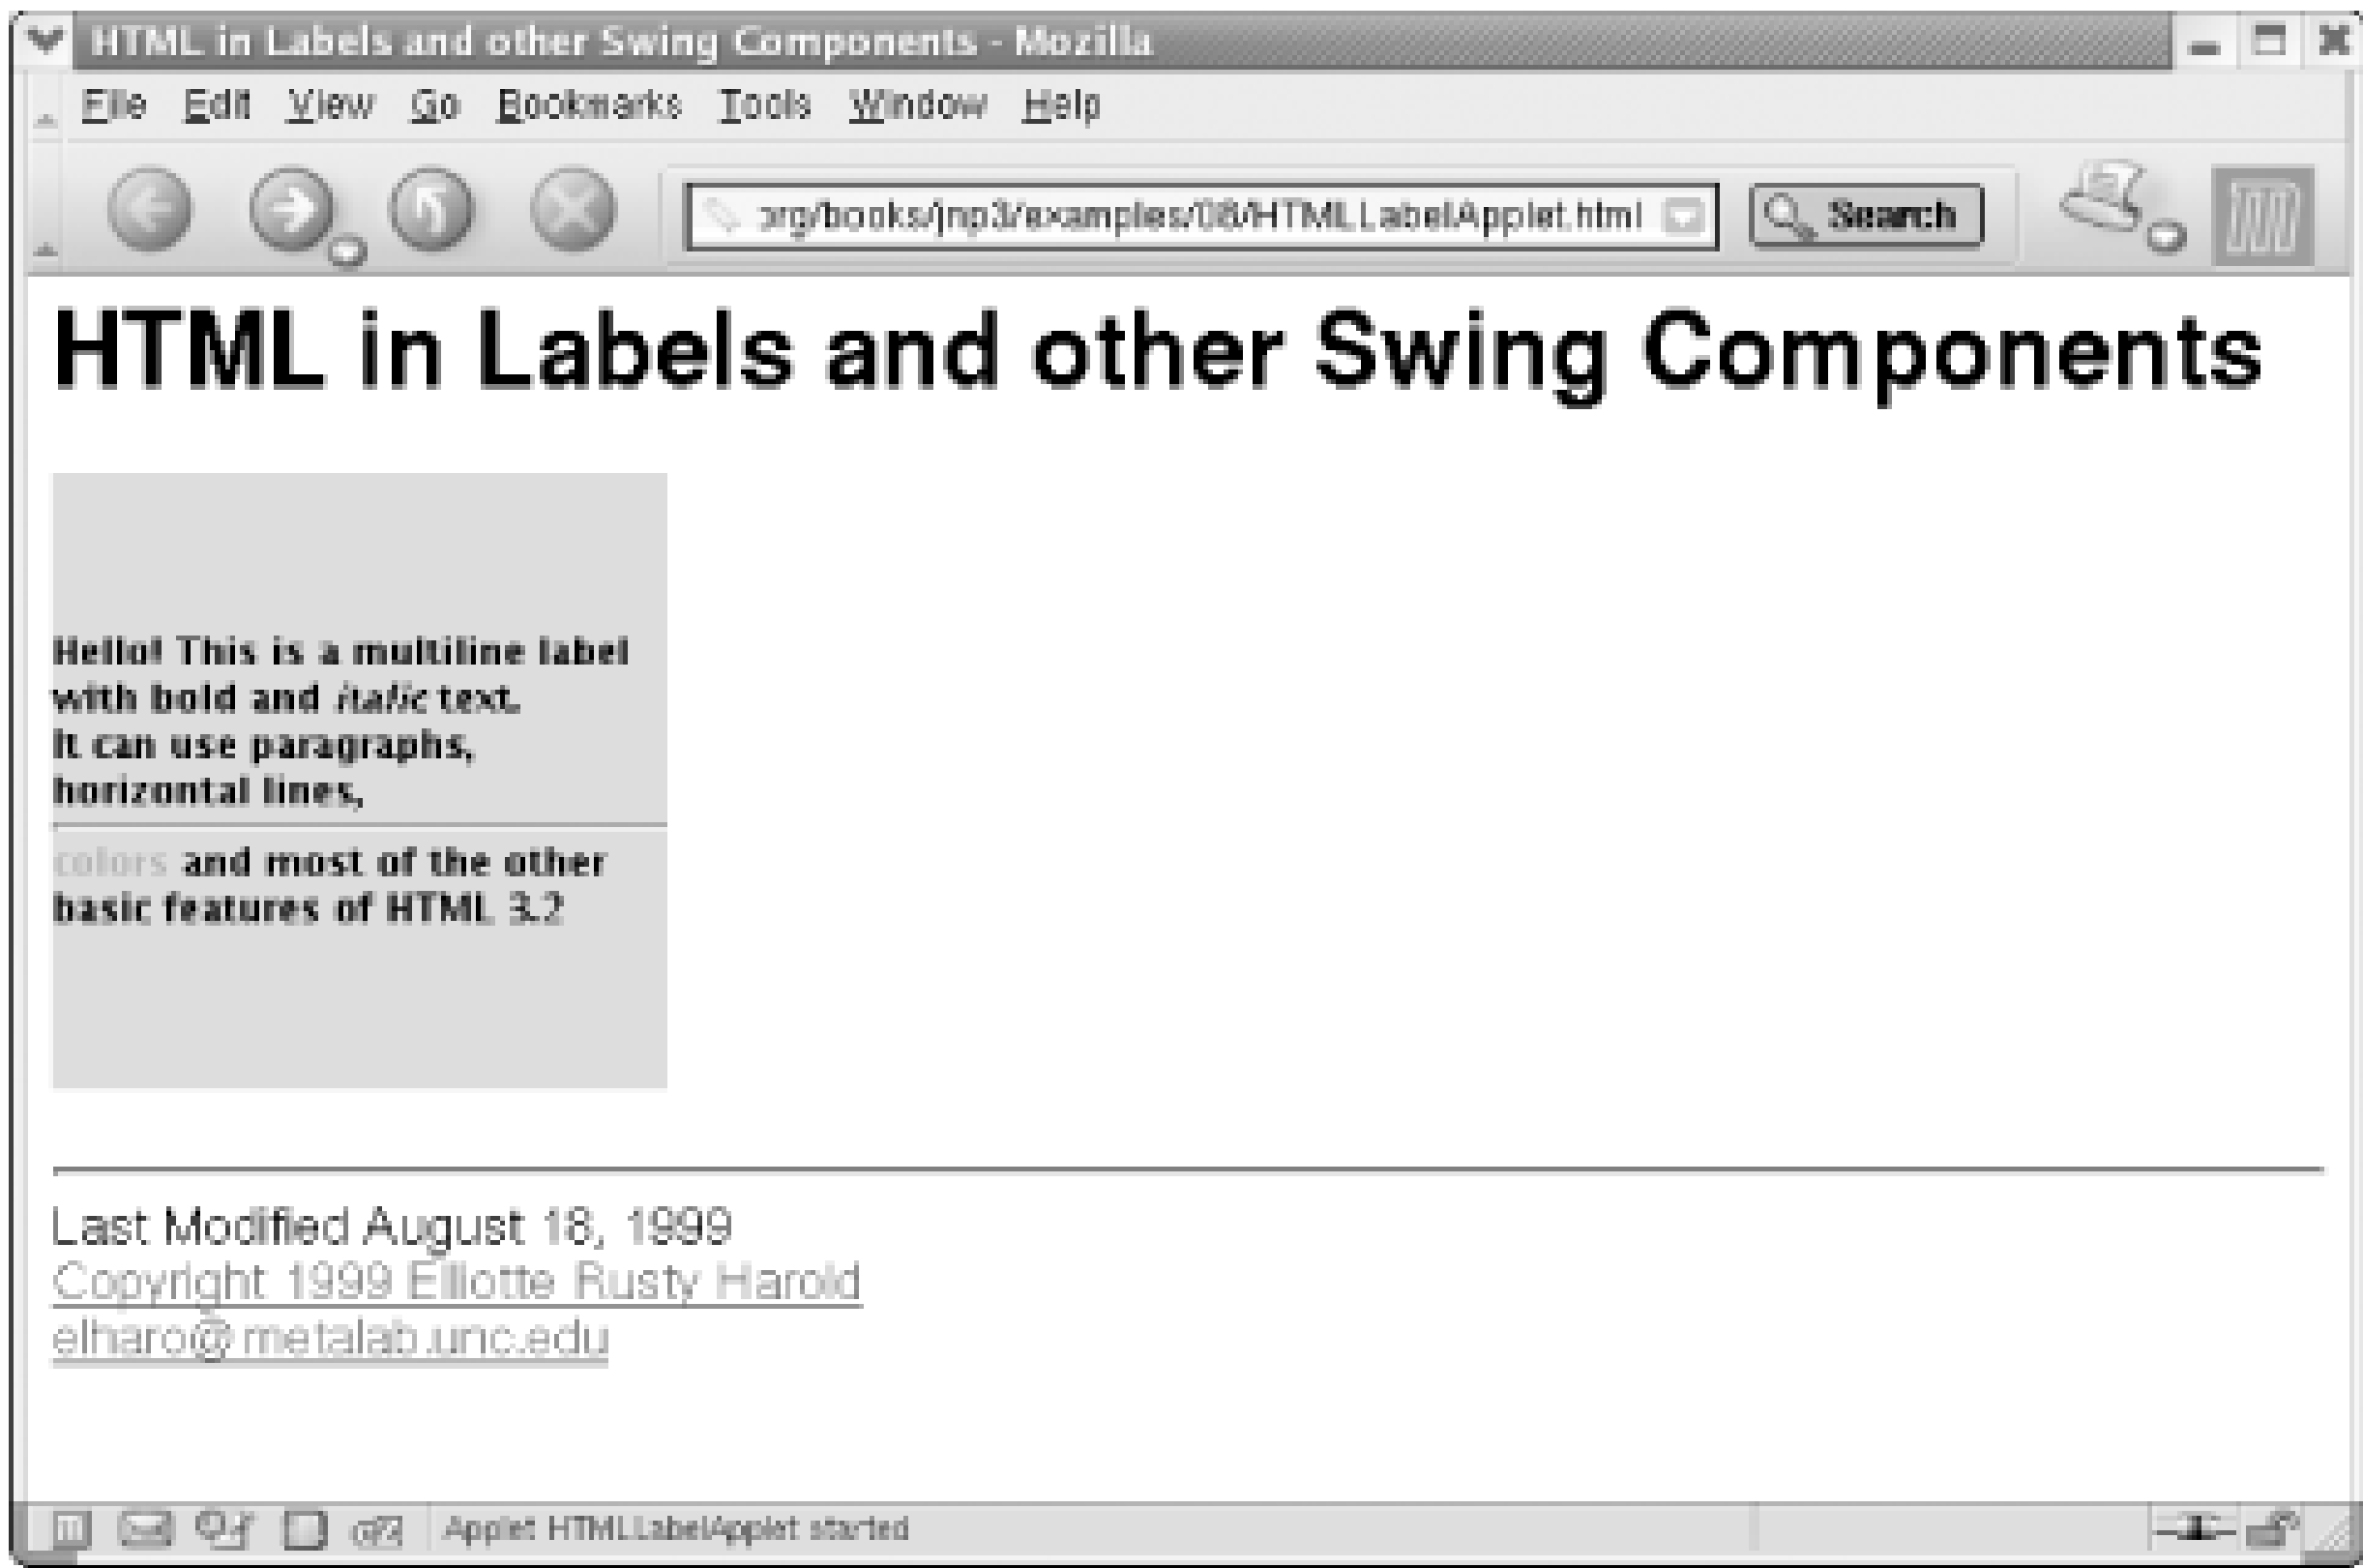 HTML in Labels and other Swing Components - Mozilla
File Edit View Go Bookmarks Tools Window Help
org/books/jnp3/examples/08/HTMLLabelApplet.html Search
HTML in Labels and other Swing Components
Hello! This is a multiline label
with bold and italic text.
It can use paragraphs,
horizontal lines,
colors and most of the other
basic features of HTML 3.2
Last Modified August 18, 1999
Copyright 1999 Elliotte Rusty Harold
elharo@metalab.unc.edu
Applet HTMLLabelApplet started